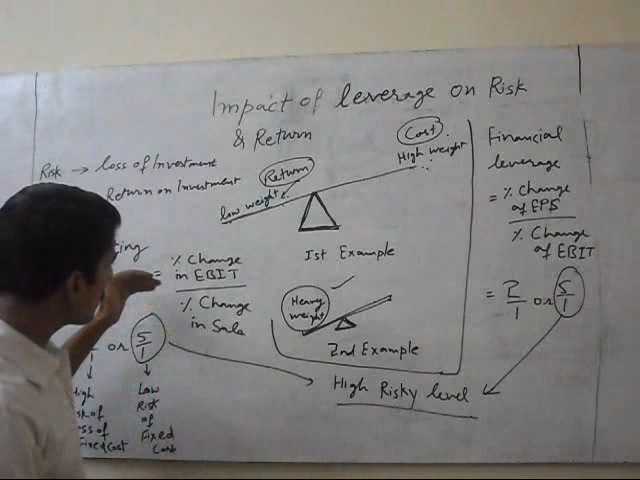 Impact of leverage on Risk
& Return
Risk → loss of Investment
Return on Investment
Return
low weight
Cost
High weight
Ist Example
Heavy
weight
2nd Example
= % Change
in EBIT
% Change
in Sale
or 5/1
High
of
Fixed Cost
Low
Risk
of
Fixed
Cost
High Risky level
Financial
leverage
= % Change
of EPS
% Change
of EBIT
= 2/1 or 5/1